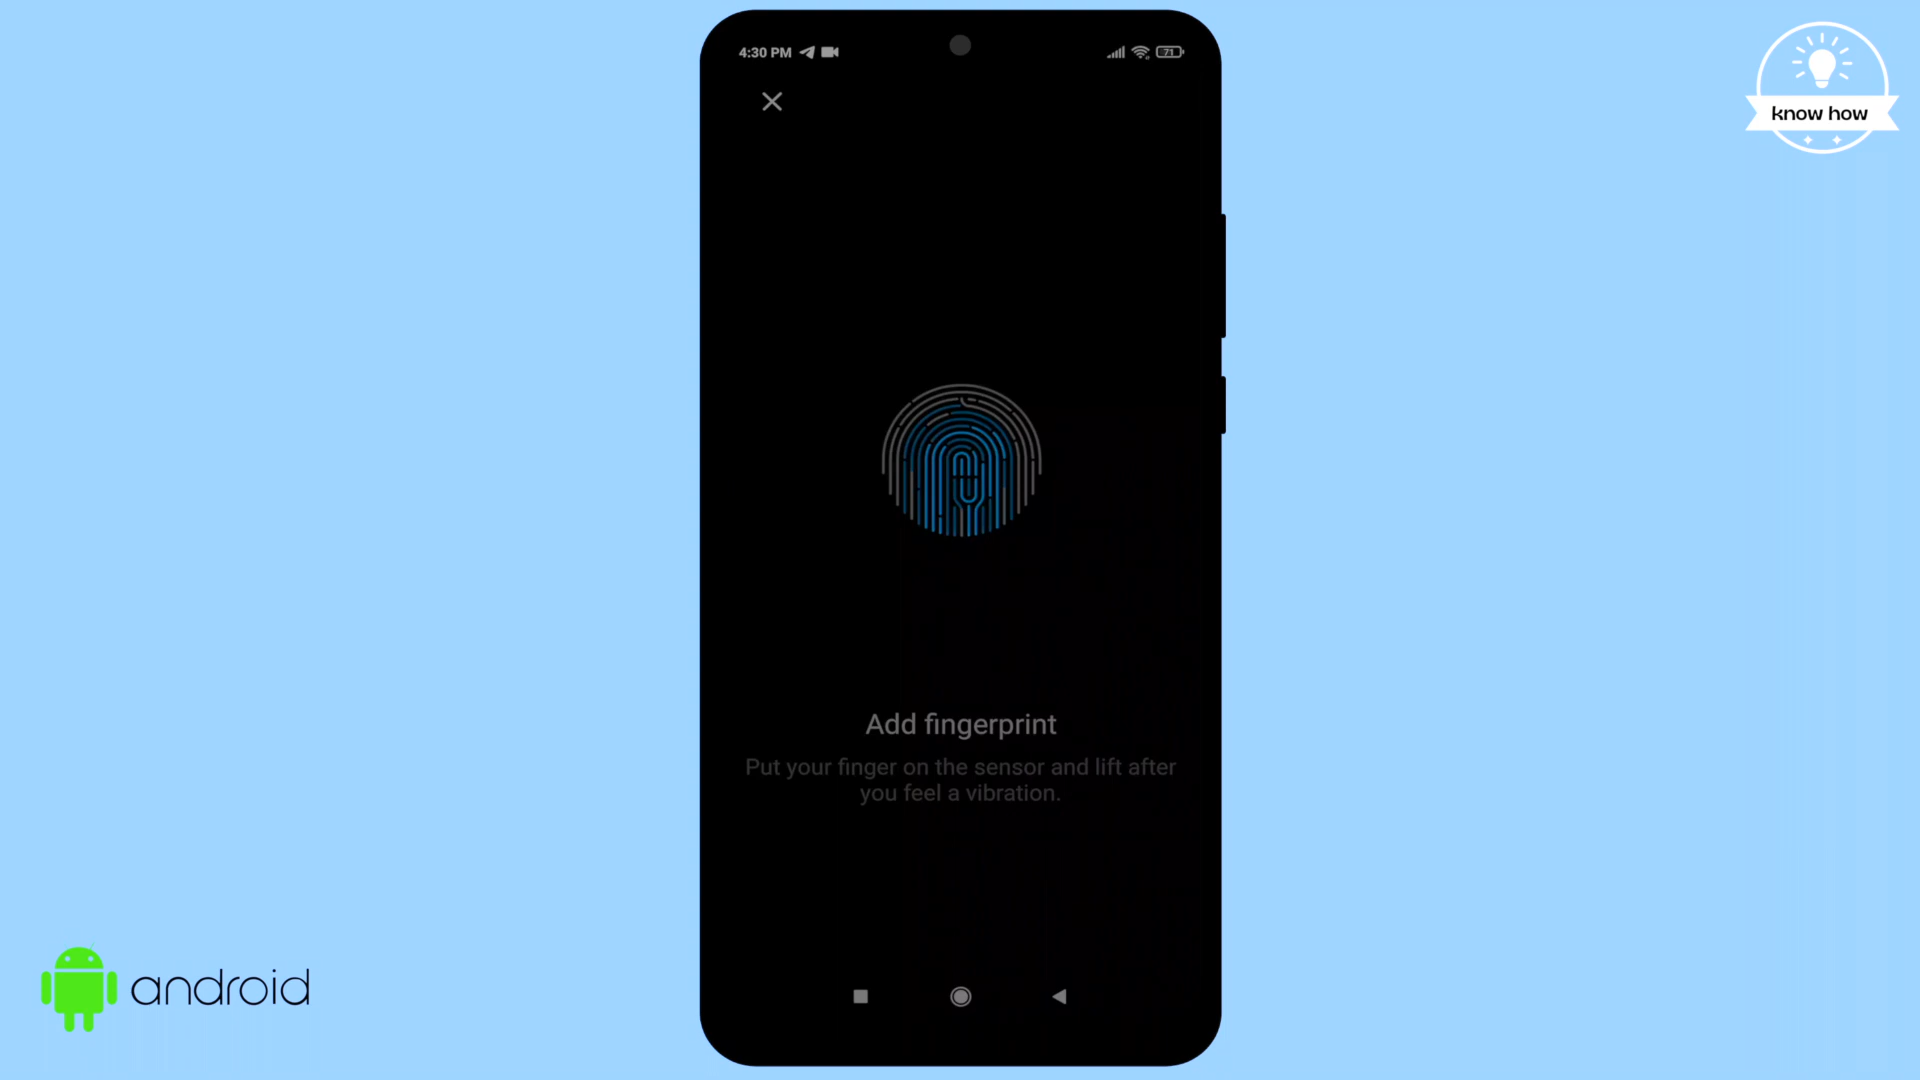 4:30 PM
71
know how
Add fingerprint
Put your finger on the sensor and lift after
you feel a vibration.
android